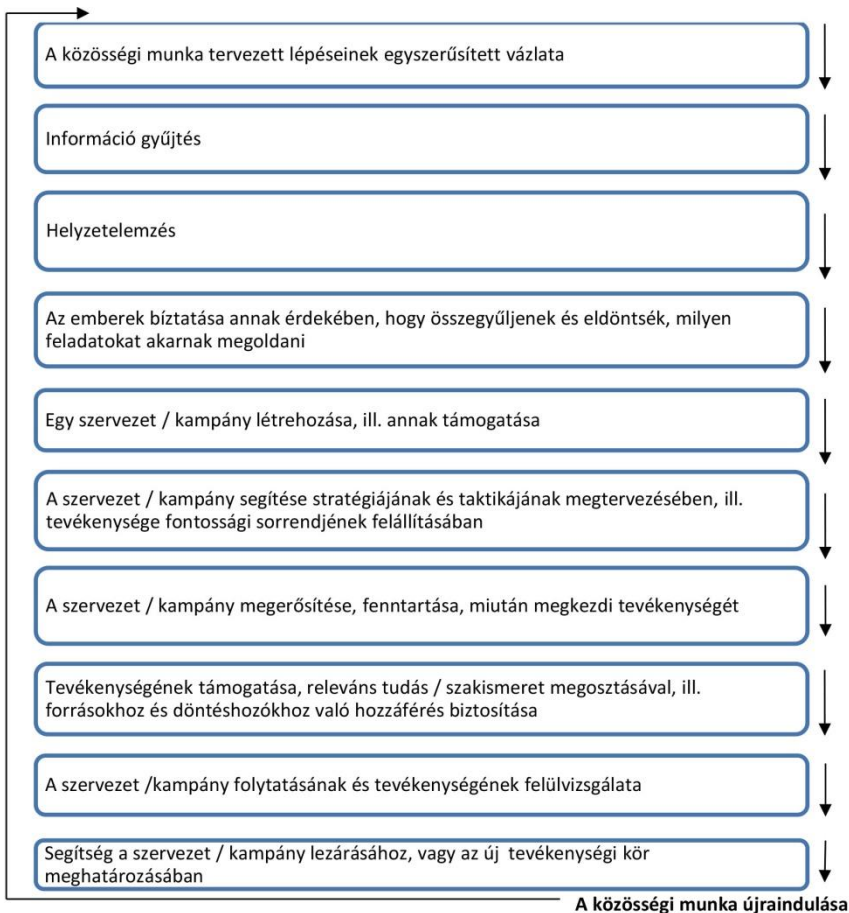 A közösségi munka tervezett lépéseinek egyszerűsített vázlata
Információ gyűjtés
Helyzetelemzés
Az emberek bíztatása annak érdekében, hogy összegyűljenek és eldöntsék, milyen
feladatokat akarnak megoldani
Egy szervezet / kampány létrehozása, ill. annak támogatása
A szervezet / kampány segítése stratégiájának és taktikájának megtervezésében, ill.
tevékenysége fontossági sorrendjének felállításában
A szervezet / kampány megerősítése, fenntartása, miután megkezdi tevékenységét
Tevékenységének támogatása, releváns tudás / szakismeret megosztásával, ill.
forrásokhoz és döntéshozókhoz való hozzáférés biztosítása
A szervezet /kampány folytatásának és tevékenységének felülvizsgálata
Segítség a szervezet / kampány lezárásához, vagy az új tevékenységi kör
meghatározásában
A közösségi munka újraindulása